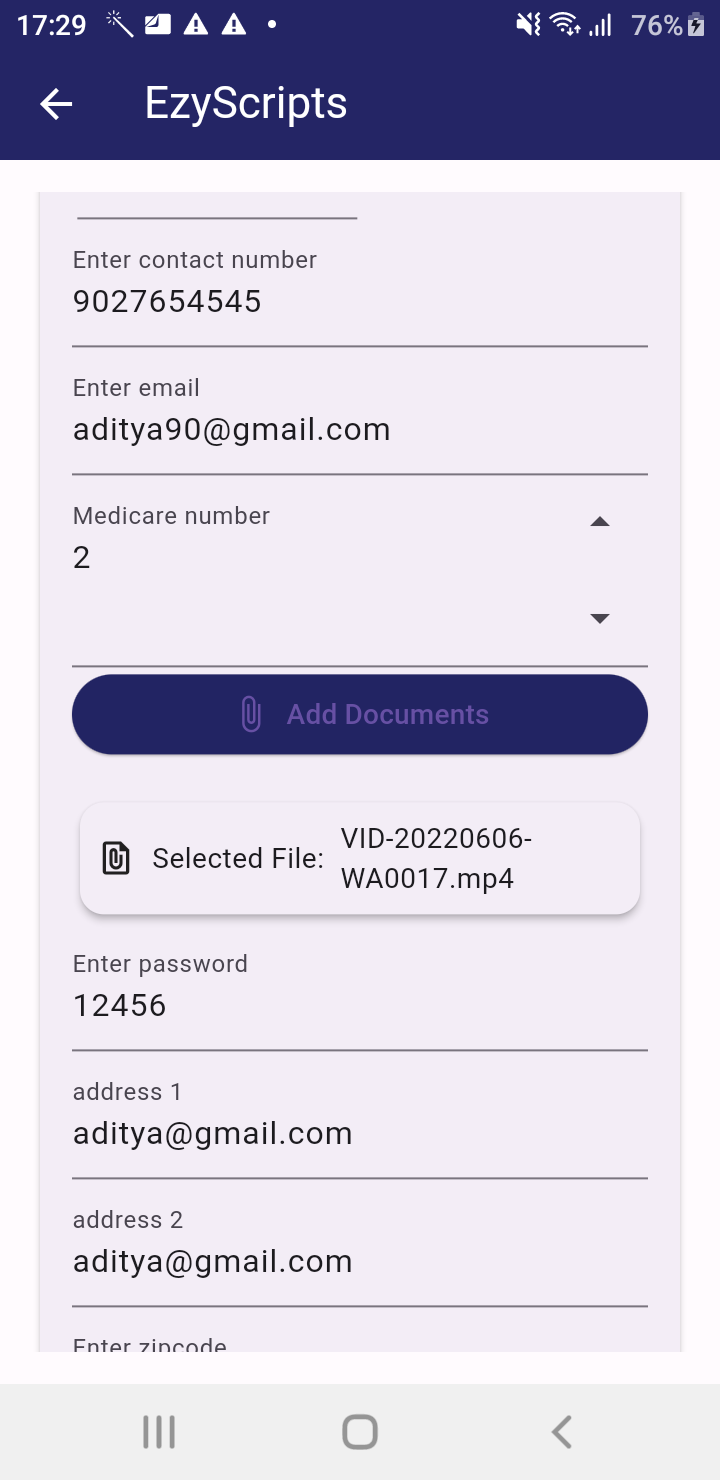 17:29
76%
EzyScripts
Enter contact number
9027654545
Enter email
aditya90@gmail.com
Medicare number
2
Add Documents
Selected File:
VID-20220606-
WA0017.mp4
Enter password
12456
address 1
aditya@gmail.com
address 2
aditya@gmail.com
Enter zipcode